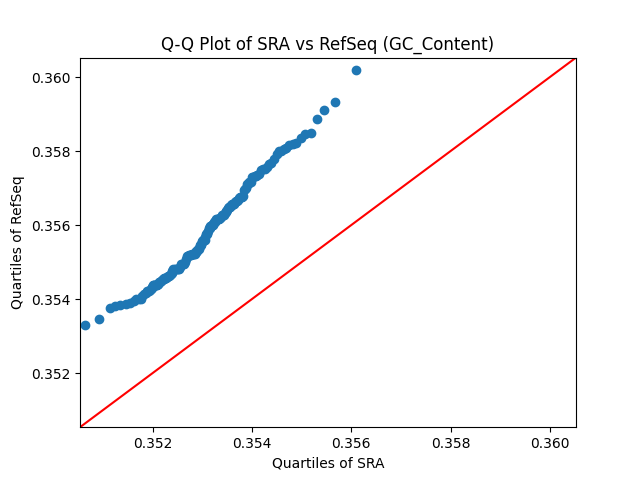 Q-Q Plot of SRA vs RefSeq (GC_Content)
0.360
0.358
0.356
0.354
0.352
Quartiles of RefSeq
0.352 0.354 0.356 0.358 0.360
Quartiles of SRA